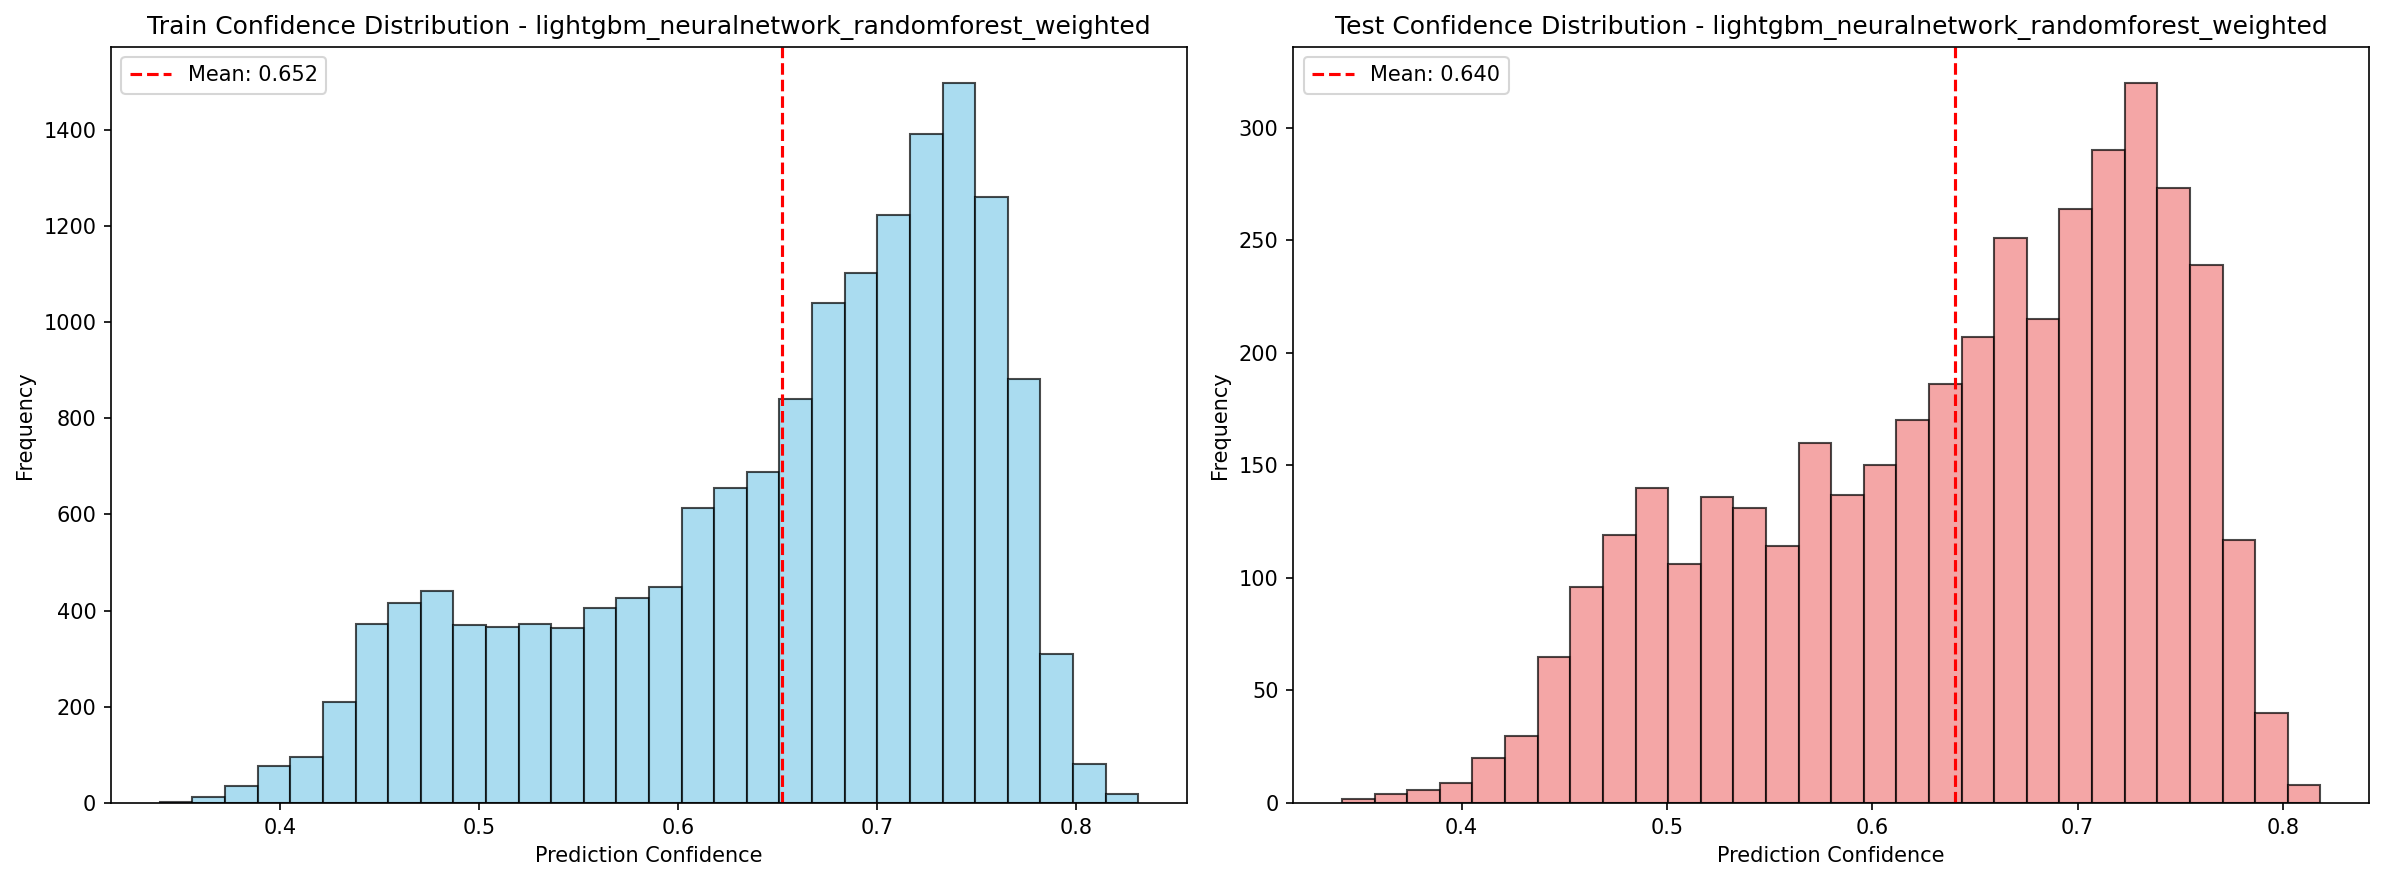 Train Confidence Distribution - lightgbm_neuralnetwork_randomforest_weighted
Mean: 0.652
Frequency
1400
1200
1000
800
600
400
200
0
0.4 0.5 0.6 0.7 0.8
Prediction Confidence
Test Confidence Distribution - lightgbm_neuralnetwork_randomforest_weighted
Mean: 0.640
Frequency
300
250
200
150
100
50
0
0.4 0.5 0.6 0.7 0.8
Prediction Confidence